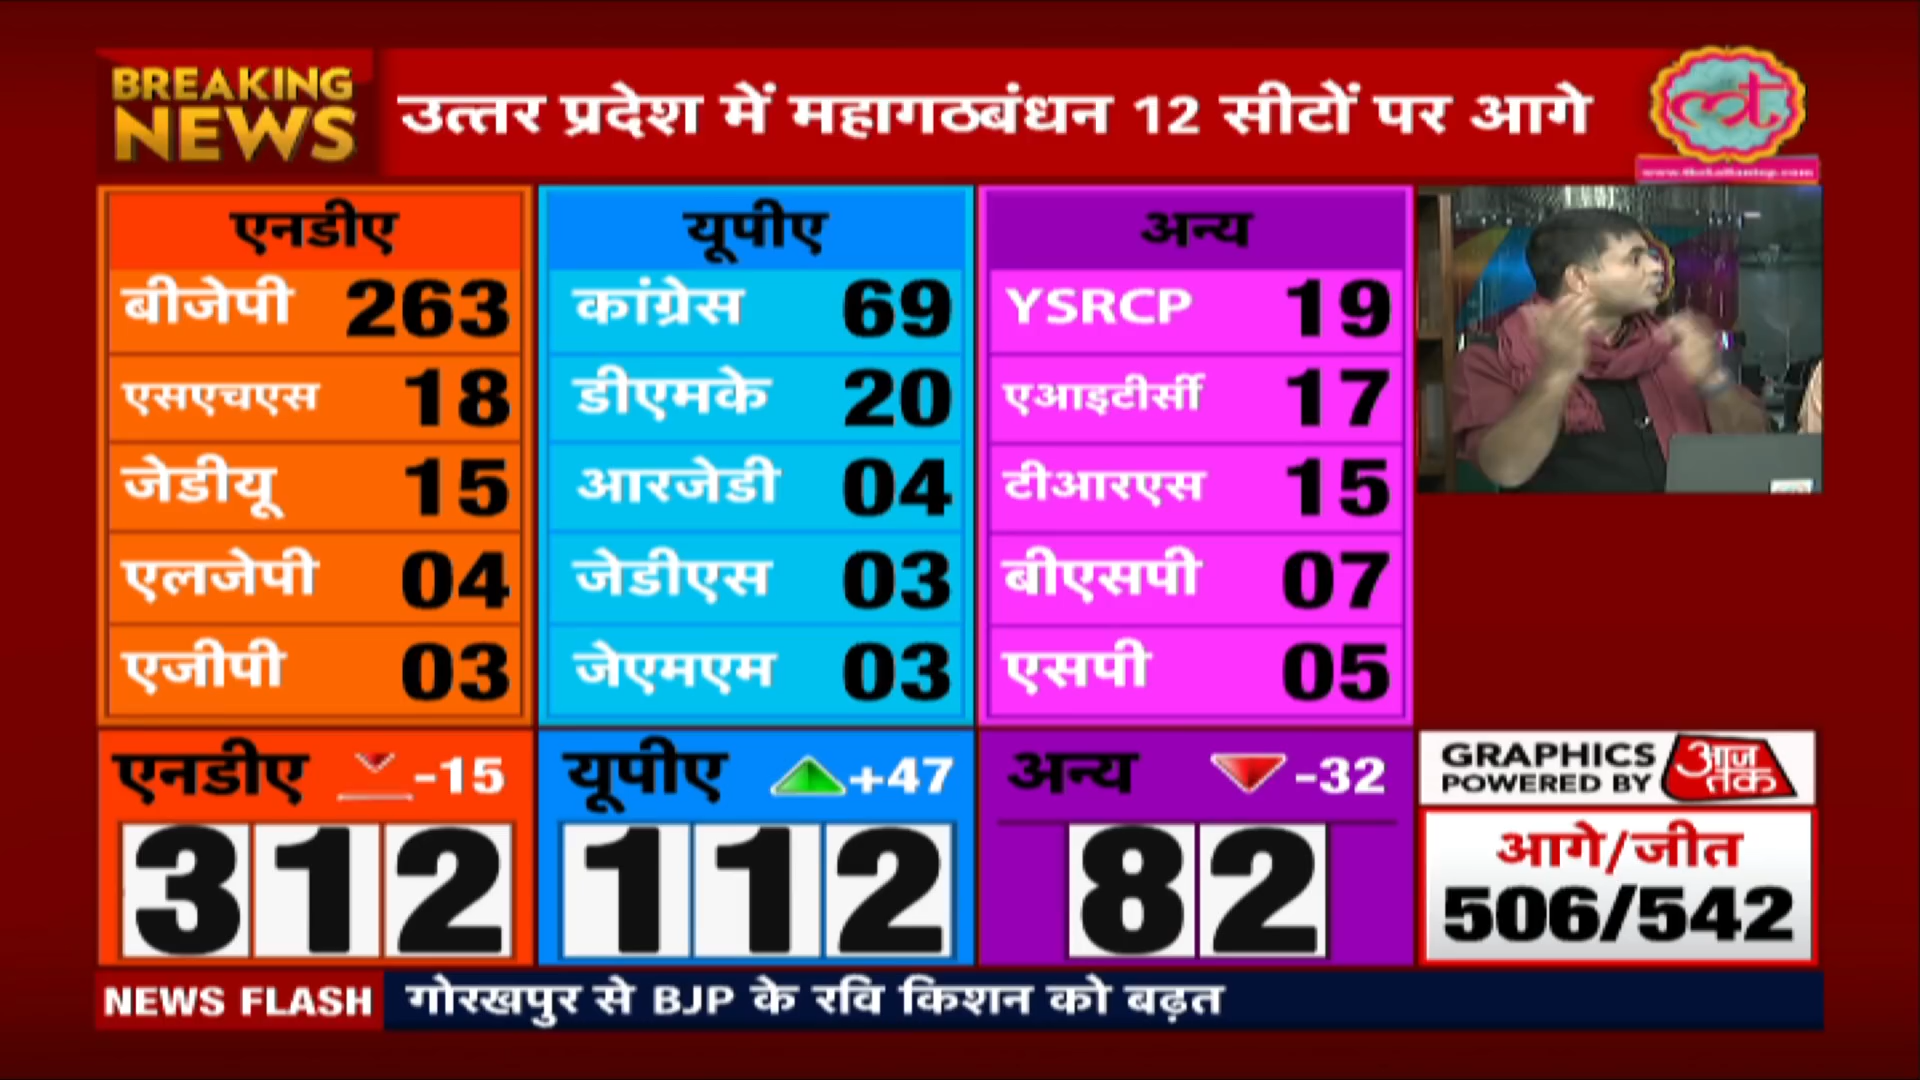 BREAKING
NEWS
उत्तर प्रदेश में महागठबंधन 12 सीटों पर आगे
www.thelallantop.com
एनडीए
बीजेपी 263
एसएचएस 18
जेडीयू 15
एलजेपी 04
एजीपी 03
यूपीए
कांग्रेस 69
डीएमके 20
आरजेडी 04
जेडीएस 03
जेएमएम 03
अन्य
YSRCP 19
एआइटीर्सी 17
टीआरएस 15
बीएसपी 07
एसपी 05
एनडीए -15
312
यूपीए +47
112
अन्य -32
82
GRAPHICS
POWERED BY
आज
तक
आगे/जीत
506/542
NEWS FLASH गोरखपुर से BJP के रवि किशन को बढ़त